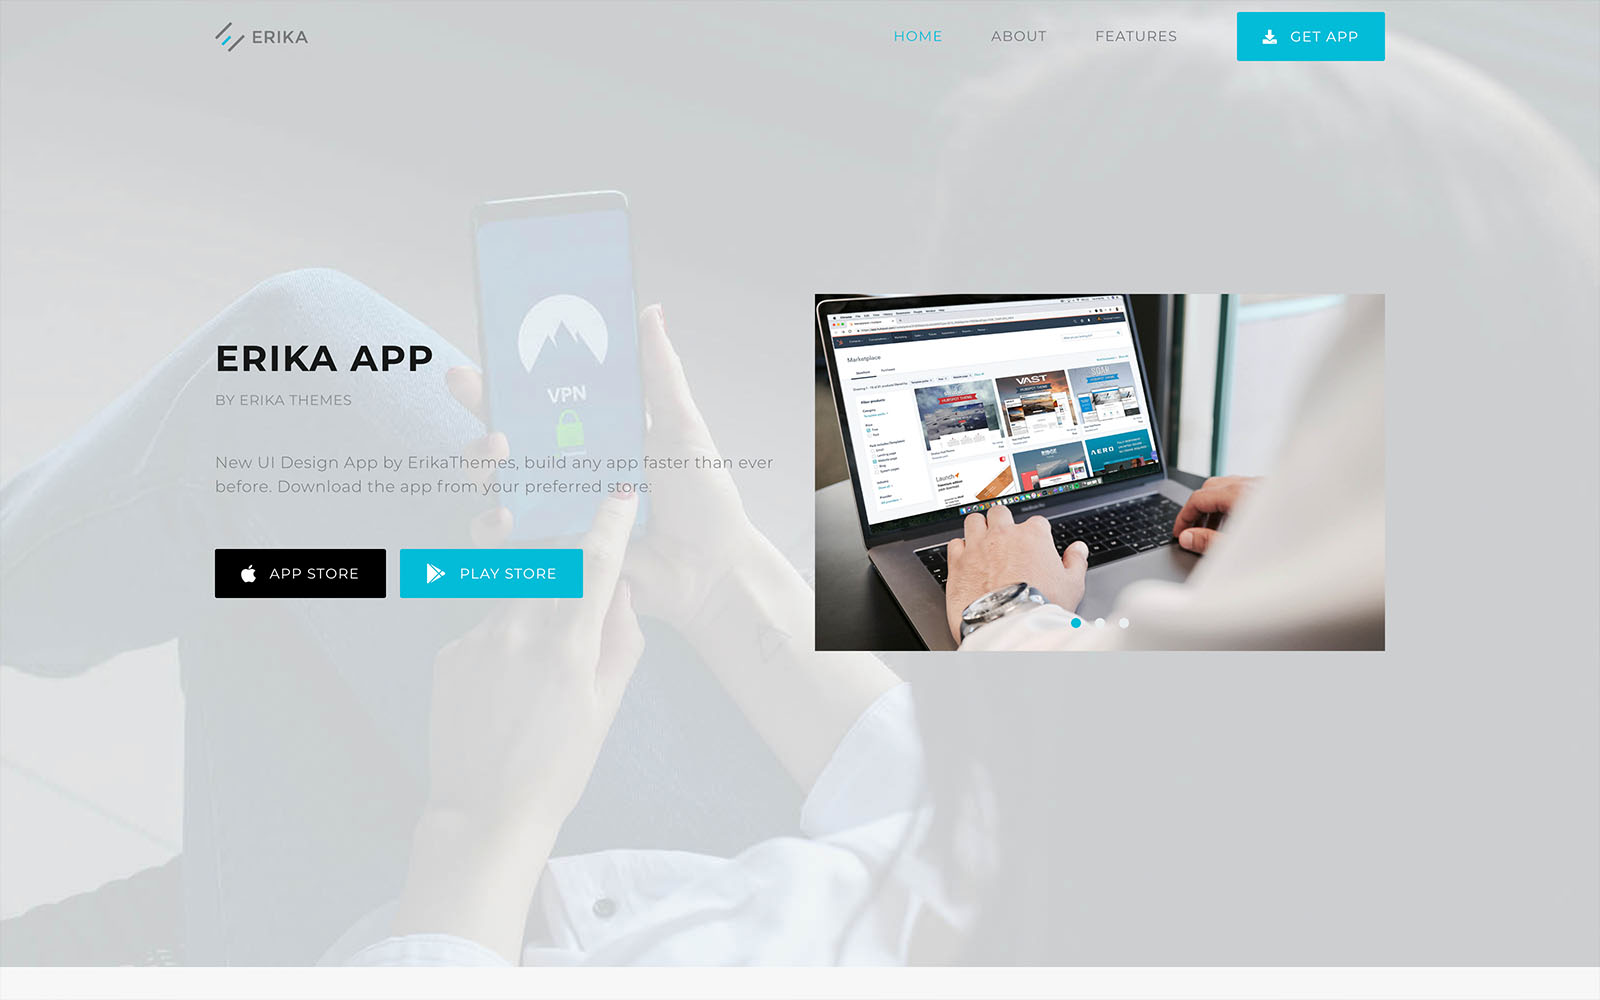 ERIKA
HOME
ABOUT
FEATURES
GET APP
ERIKA APP
BY ERIKA THEMES
New UI Design App by ErikaThemes, build any app faster than ever
before. Download the app from your preferred store:
APP STORE
PLAY STORE
VPN
Marketplace
VAST
SOAR
HUBSPOT THEME
AERO
Launch